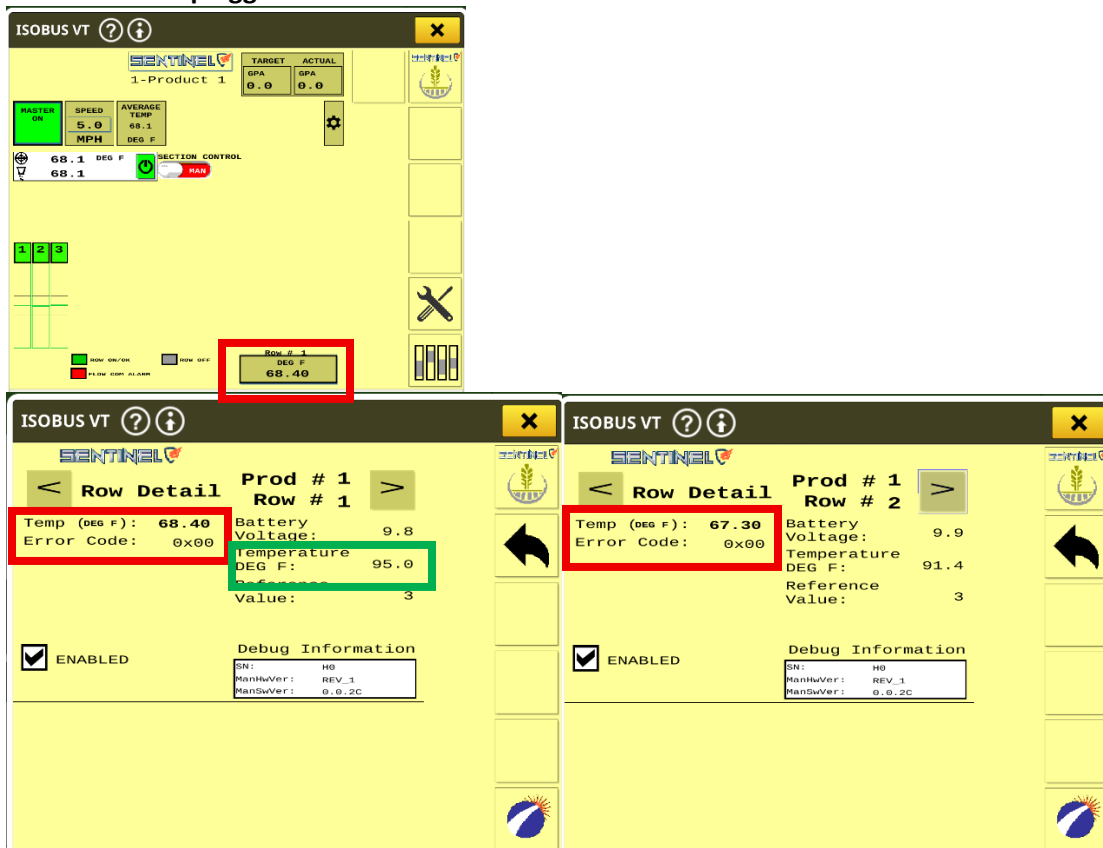 ISOBUS VT
SENTINEL
1-Product 1
TARGET ACTUAL
GPA GPA
0.0 0.0
MASTER
ON
SPEED
5.0
MPH
AVERAGE
TEMP
68.1
DEG F
68.1 DEG F
68.1
SECTION CONTROL
MAN
1 2 3
ROW ON/OK
ROW OFF
FLOW COM ALARM
Row # 1
DEG F
68.40
ISOBUS VT
SENTINEL
< Row Detail
Prod # 1
Row # 1
>
Temp (DEG F): 68.40
Error Code: 0x00
Battery
Voltage: 9.8
Temperature
DEG F: 95.0
Value: 3
ENABLED
Debug Information
SN: H0
ManHwVer: REV_1
ManSwVer: 0.0.2C
ISOBUS VT
SENTINEL
< Row Detail
Prod # 1
Row # 2
>
Temp (DEG F): 67.30
Error Code: 0x00
Battery
Voltage: 9.9
Temperature
DEG F: 91.4
Reference
Value: 3
ENABLED
Debug Information
SN: H0
ManHwVer: REV_1
ManSwVer: 0.0.2C